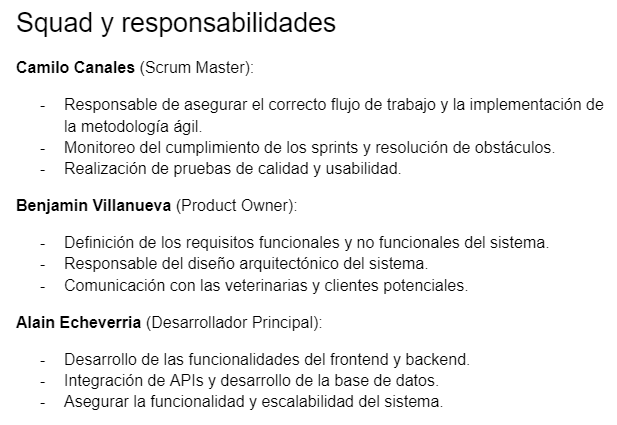 Squad y responsabilidades
Camilo Canales (Scrum Master):
- Responsable de asegurar el correcto flujo de trabajo y la implementación de
la metodología ágil.
- Monitoreo del cumplimiento de los sprints y resolución de obstáculos.
- Realización de pruebas de calidad y usabilidad.
Benjamin Villanueva (Product Owner):
- Definición de los requisitos funcionales y no funcionales del sistema.
- Responsable del diseño arquitectónico del sistema.
- Comunicación con las veterinarias y clientes potenciales.
Alain Echeverria (Desarrollador Principal):
- Desarrollo de las funcionalidades del frontend y backend.
- Integración de APIs y desarrollo de la base de datos.
- Asegurar la funcionalidad y escalabilidad del sistema.